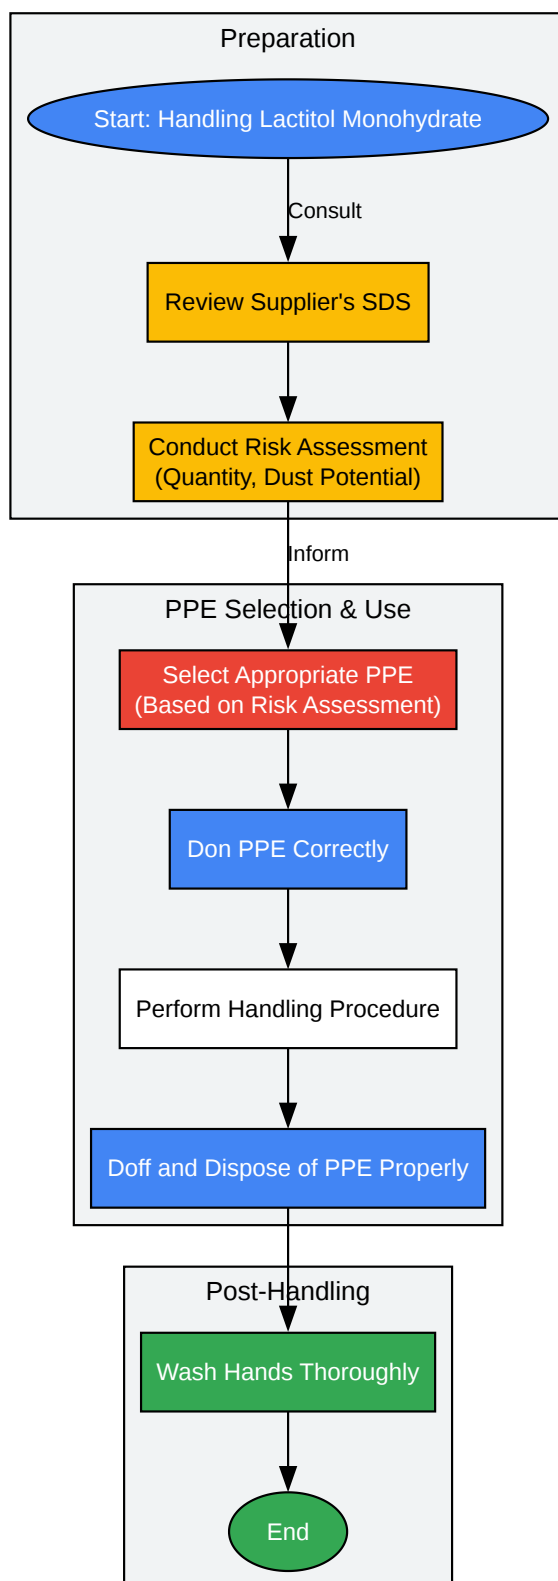 Preparation
Start: Handling Lactitol Monohydrate
Consult
Review Supplier's SDS
Conduct Risk Assessment
(Quantity, Dust Potential)
Inform
PPE Selection & Use
Select Appropriate PPE
(Based on Risk Assessment)
Don PPE Correctly
Perform Handling Procedure
Doff and Dispose of PPE Properly
Post-Handling
Wash Hands Thoroughly
End